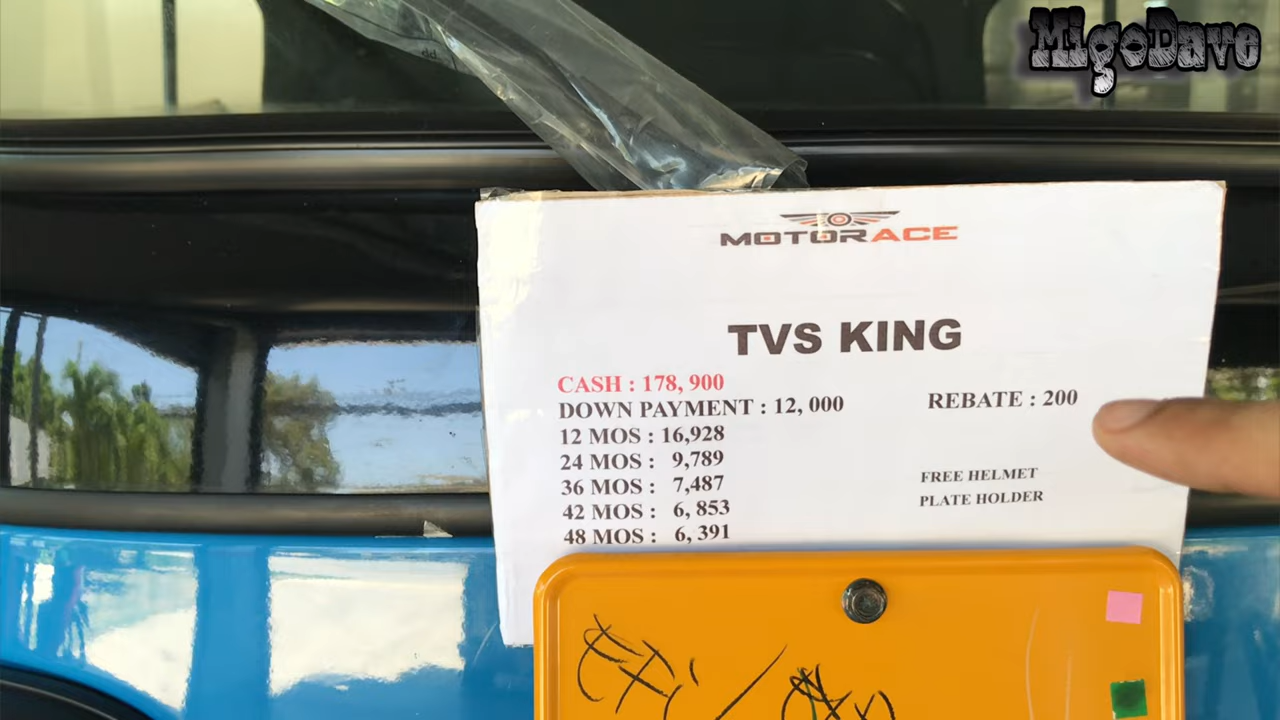 MigoDave
MOTORACE
TVS KING
CASH : 178, 900
DOWN PAYMENT : 12, 000
REBATE : 200
12 MOS : 16,928
24 MOS : 9,789
36 MOS : 7,487
42 MOS : 6, 853
48 MOS : 6, 391
FREE HELMET
PLATE HOLDER